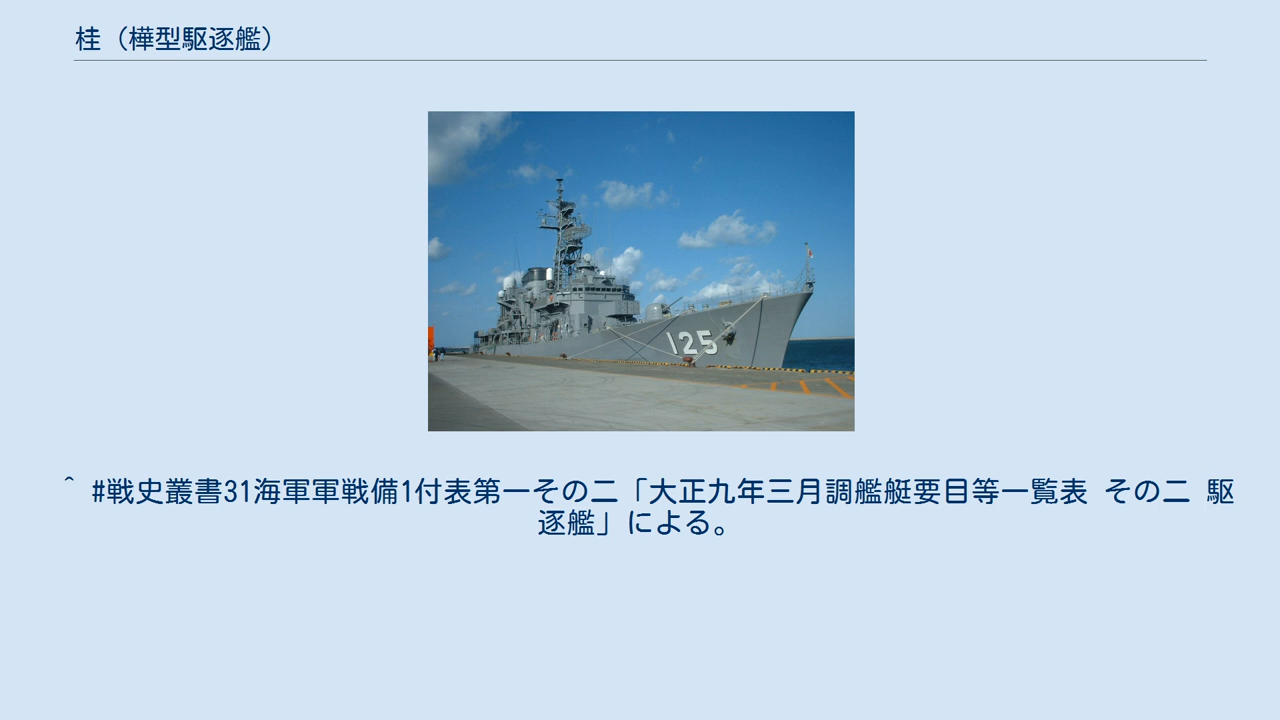 桂（樺型駆逐艦）
125
^ #戦史叢書31海軍軍戦備1付表第一その二「大正九年三月調艦艇要目等一覧表 その二 駆
逐艦」による。